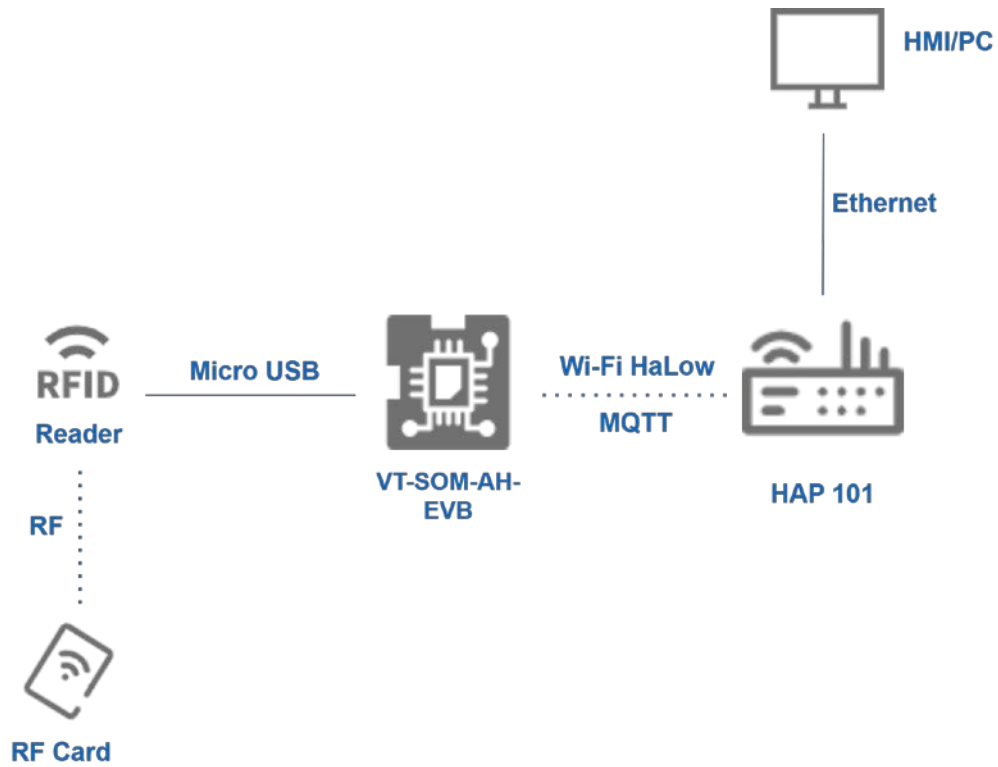 HMI/PC
Ethernet
RFID
Reader
Micro USB
VT-SOM-AH-
EVB
Wi-Fi HaLow
MQTT
HAP 101
RF
RF Card